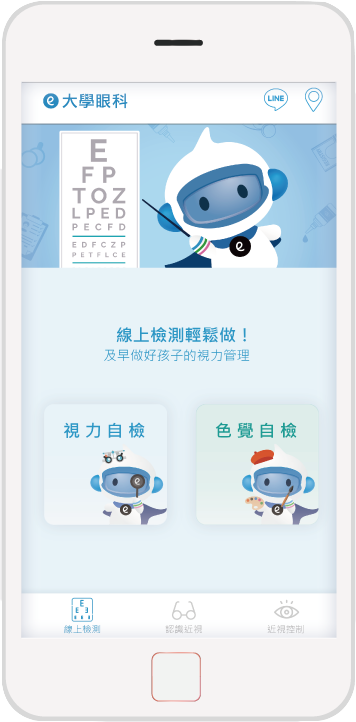 e 大學眼科
LINE
E
F P
T O Z
L P E D
P E C F D
E D F C Z P
P E T F L C E
e
線上檢測輕鬆做！
及早做好孩子的視力管理
視力自檢
色覺自檢
e
e
e
E
E E
線上檢測
認識近視
近視控制